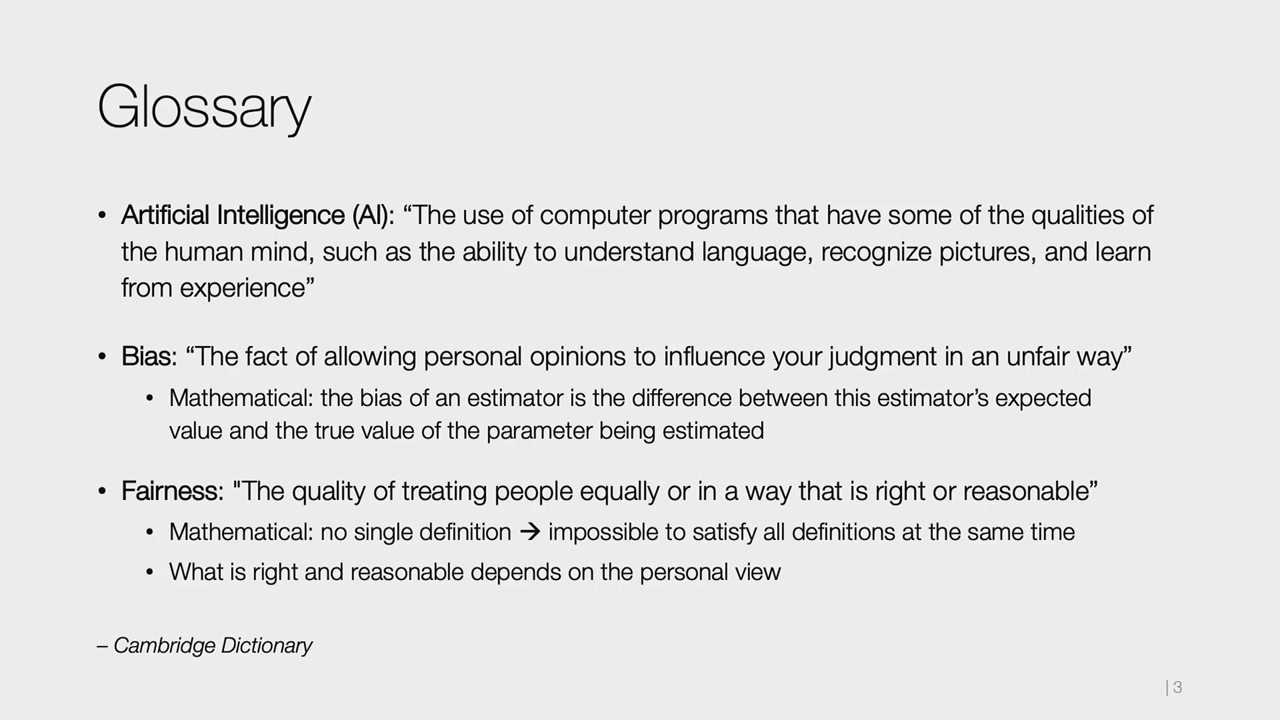 Glossary
• Artificial Intelligence (AI): “The use of computer programs that have some of the qualities of
the human mind, such as the ability to understand language, recognize pictures, and learn
from experience”
• Bias: “The fact of allowing personal opinions to influence your judgment in an unfair way”
• Mathematical: the bias of an estimator is the difference between this estimator’s expected
value and the true value of the parameter being estimated
• Fairness: "The quality of treating people equally or in a way that is right or reasonable”
• Mathematical: no single definition → impossible to satisfy all definitions at the same time
• What is right and reasonable depends on the personal view
– Cambridge Dictionary
| 3